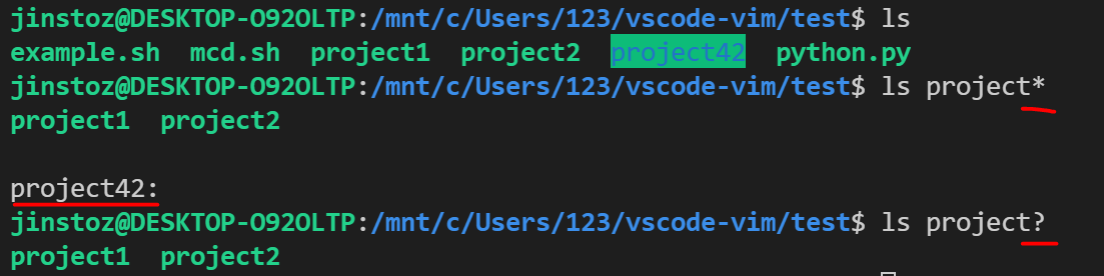 jinstoz@DESKTOP-O92OLTP:/mnt/c/Users/123/vscode-vim/test$ ls
example.sh  mcd.sh  project1  project2  project42  python.py
jinstoz@DESKTOP-O92OLTP:/mnt/c/Users/123/vscode-vim/test$ ls project*
project1  project2
project42:
jinstoz@DESKTOP-O92OLTP:/mnt/c/Users/123/vscode-vim/test$ ls project?
project1  project2